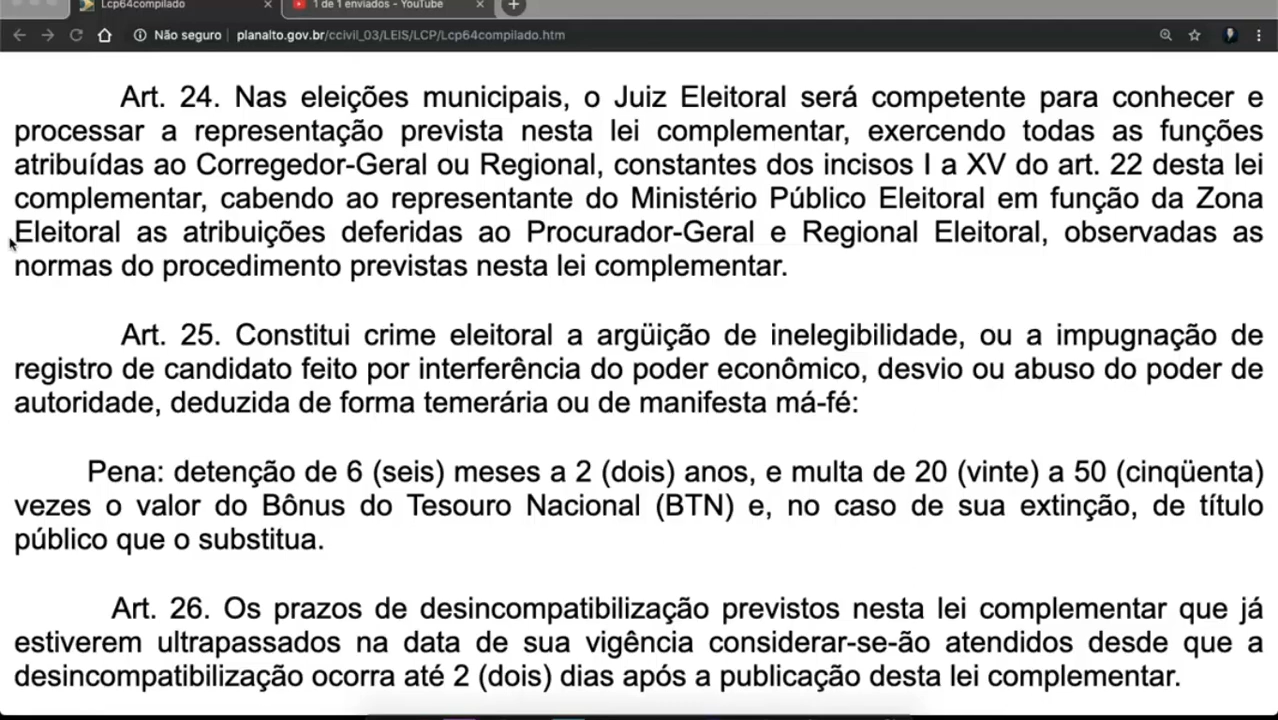 Lcp64compilado
1 de 1 enviados - YouTube
Não seguro | planalto.gov.br/ccivil_03/LEIS/LCP/Lcp64compilado.htm
Art. 24. Nas eleições municipais, o Juiz Eleitoral será competente para conhecer e
processar a representação prevista nesta lei complementar, exercendo todas as funções
atribuídas ao Corregedor-Geral ou Regional, constantes dos incisos I a XV do art. 22 desta lei
complementar, cabendo ao representante do Ministério Público Eleitoral em função da Zona
Eleitoral as atribuições deferidas ao Procurador-Geral e Regional Eleitoral, observadas as
normas do procedimento previstas nesta lei complementar.
Art. 25. Constitui crime eleitoral a argüição de inelegibilidade, ou a impugnação de
registro de candidato feito por interferência do poder econômico, desvio ou abuso do poder de
autoridade, deduzida de forma temerária ou de manifesta má-fé:
Pena: detenção de 6 (seis) meses a 2 (dois) anos, e multa de 20 (vinte) a 50 (cinqüenta)
vezes o valor do Bônus do Tesouro Nacional (BTN) e, no caso de sua extinção, de título
público que o substitua.
Art. 26. Os prazos de desincompatibilização previstos nesta lei complementar que já
estiverem ultrapassados na data de sua vigência considerar-se-ão atendidos desde que a
desincompatibilização ocorra até 2 (dois) dias após a publicação desta lei complementar.